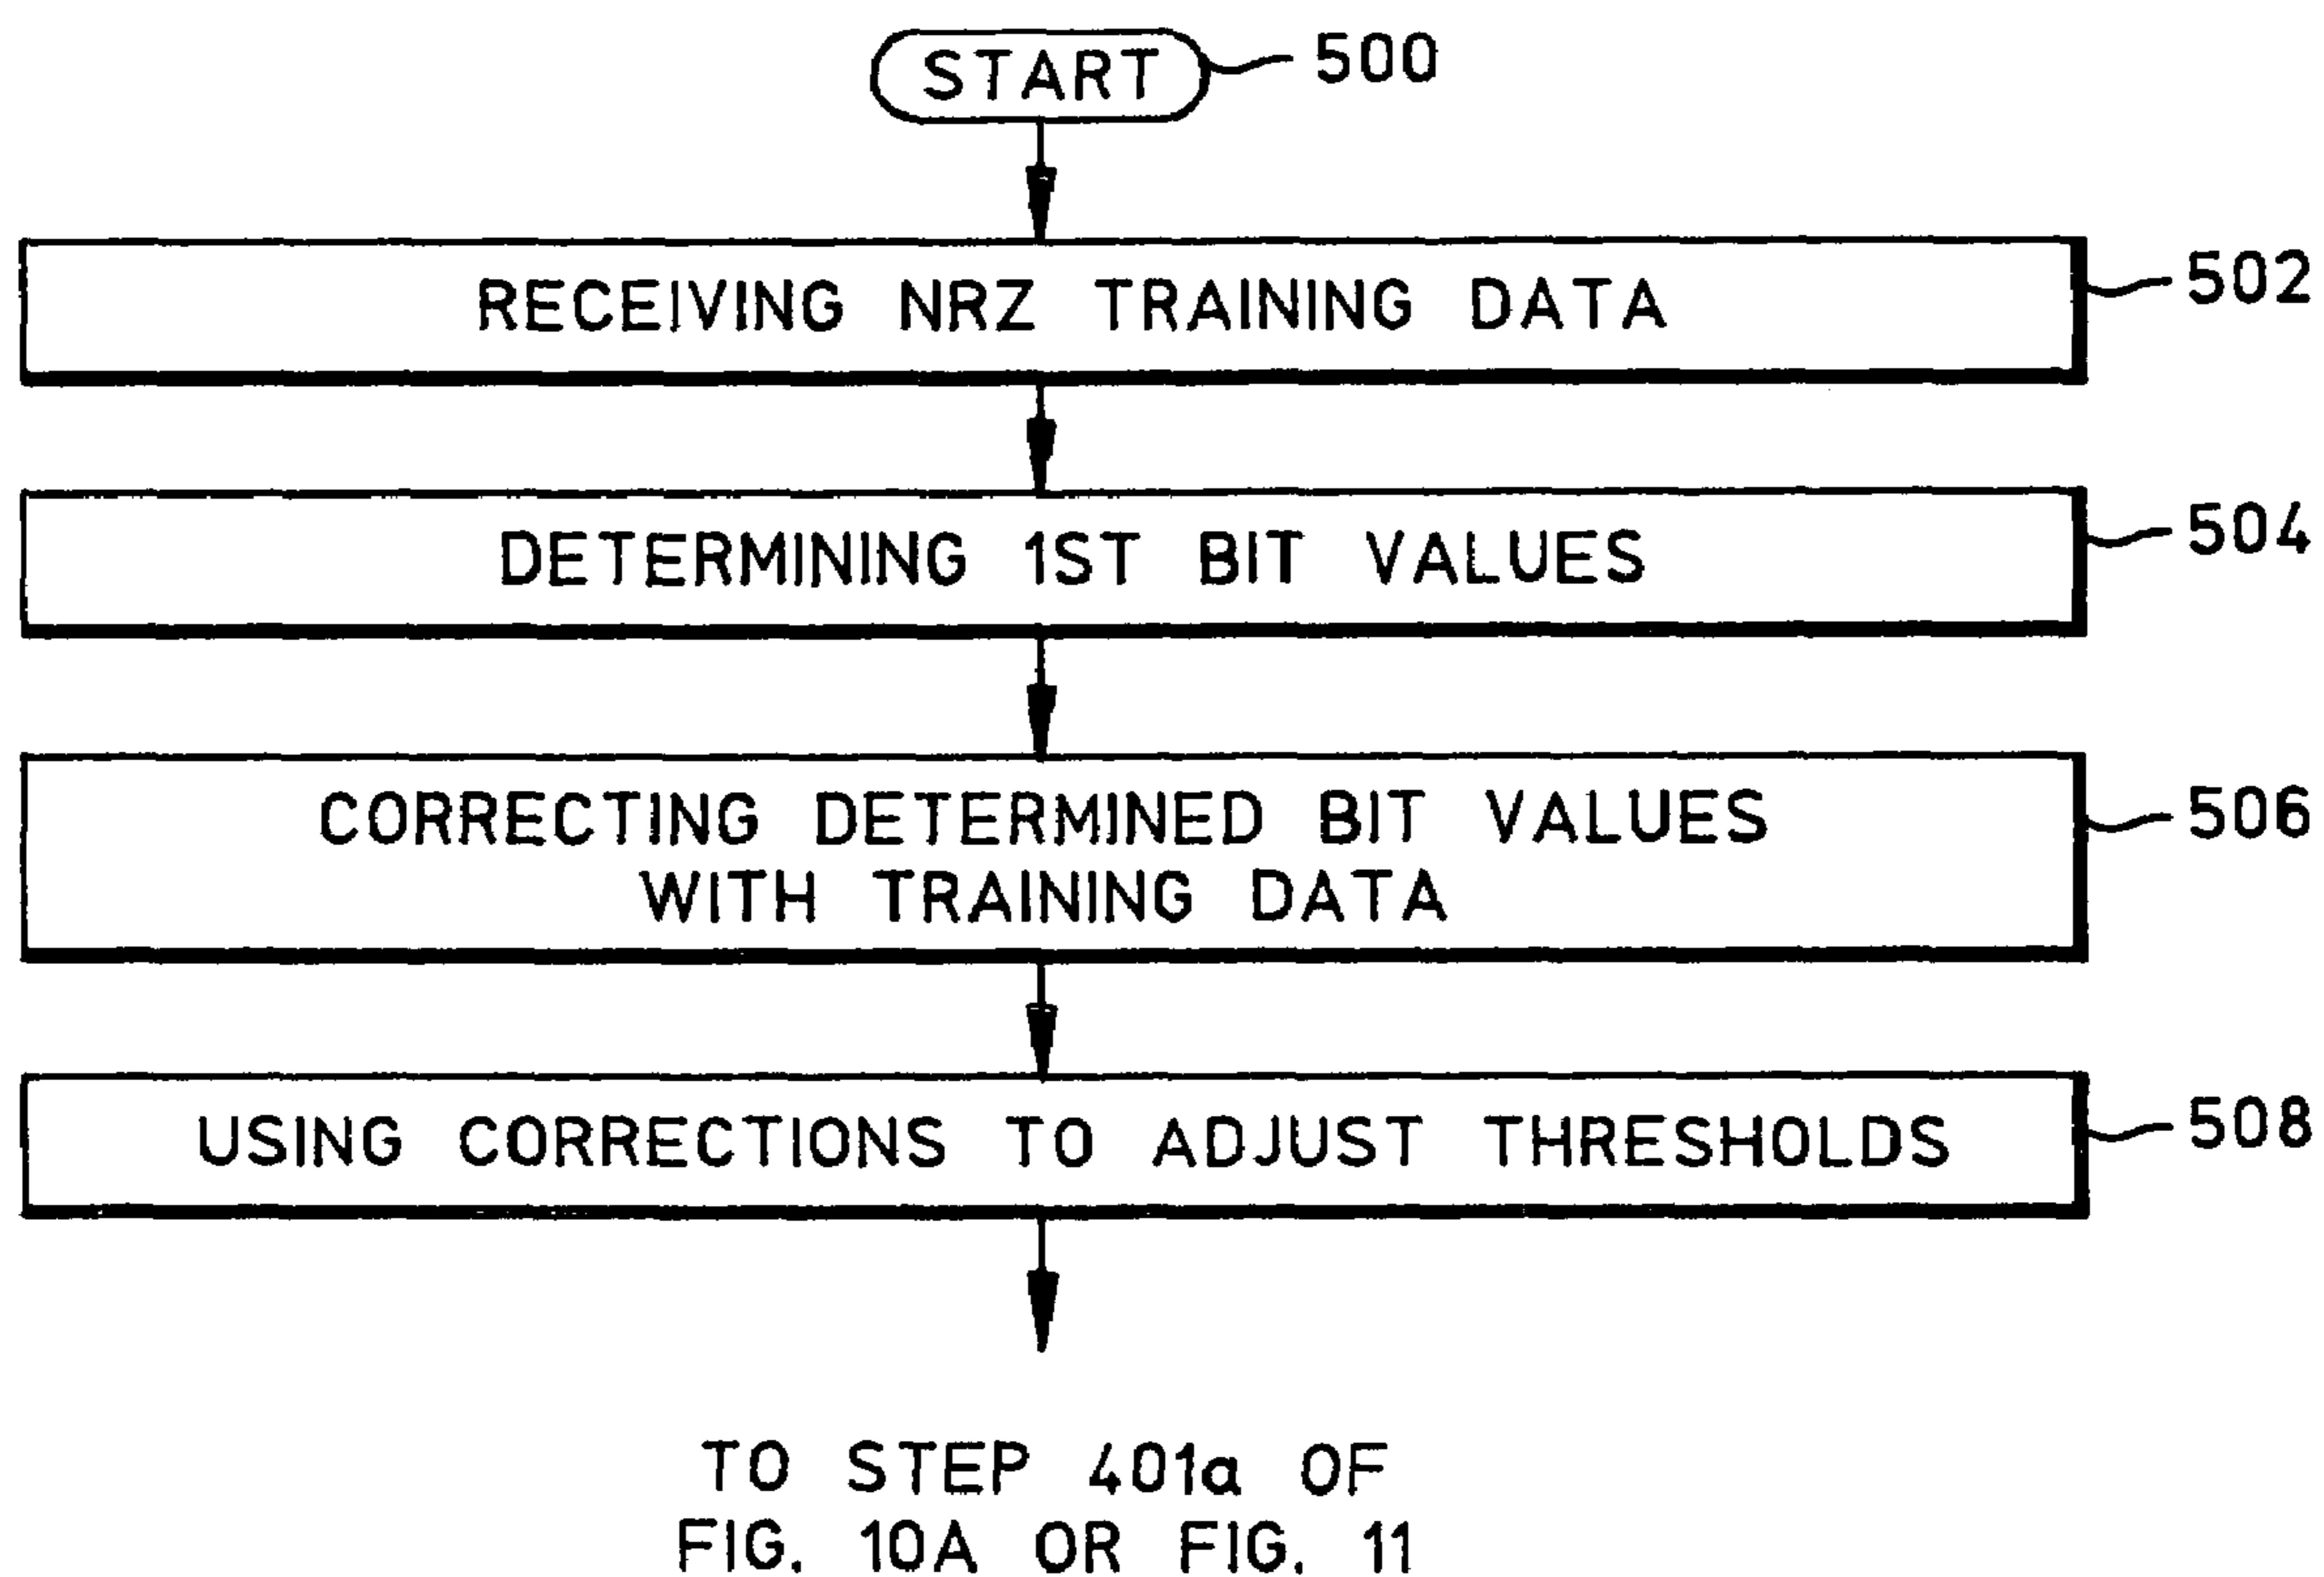 START 500
RECEIVING NRZ TRAINING DATA 502
DETERMINING 1ST BIT VALUES 504
CORRECTING DETERMINED BIT VALUES 506
WITH TRAINING DATA
USING CORRECTIONS TO ADJUST THRESHOLDS 508
TO STEP 401a OF
FIG. 10A OR FIG. 11